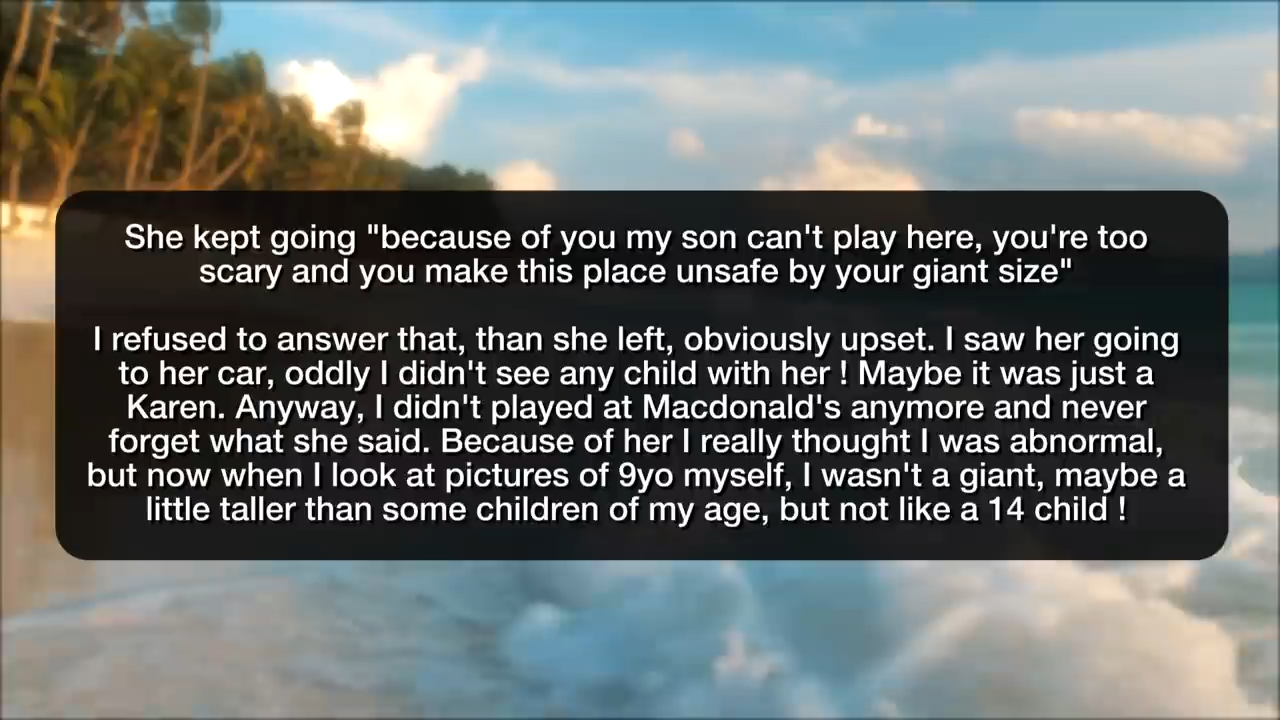 She kept going "because of you my son can't play here, you're too
scary and you make this place unsafe by your giant size"
I refused to answer that, than she left, obviously upset. I saw her going
to her car, oddly I didn't see any child with her ! Maybe it was just a
Karen. Anyway, I didn't played at Macdonald's anymore and never
forget what she said. Because of her I really thought I was abnormal,
but now when I look at pictures of 9yo myself, I wasn't a giant, maybe a
little taller than some children of my age, but not like a 14 child !